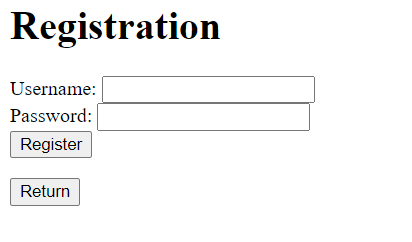 Registration
Username:
Password:
Register
Return